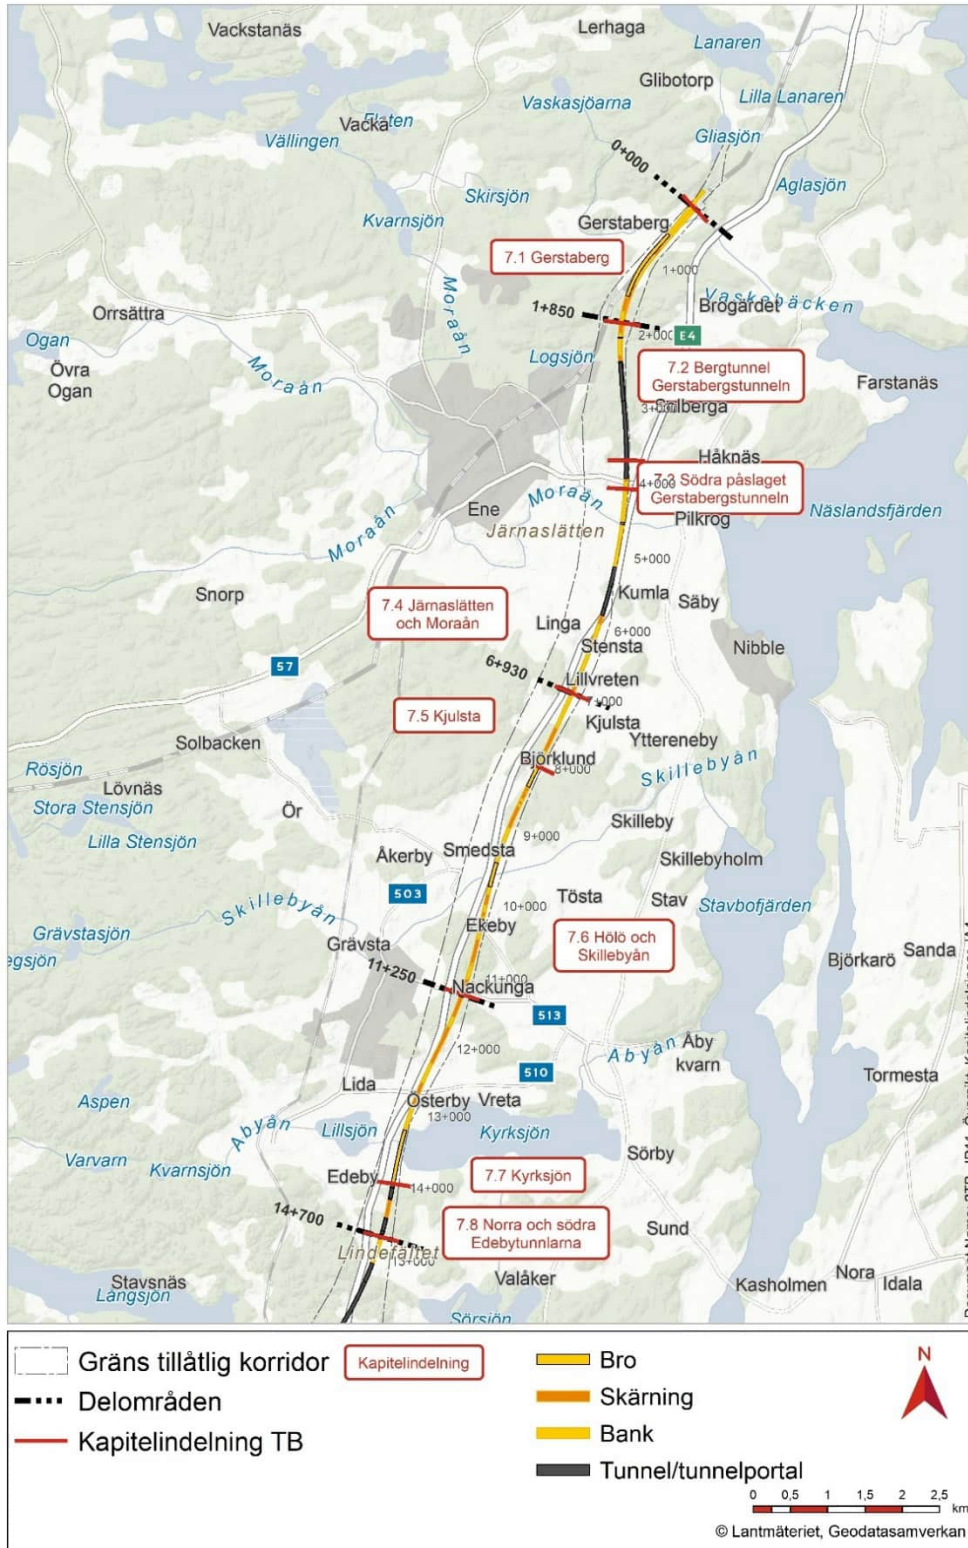 Vackstanäs
Lerhaga
Lanaren
Glibotorp
Lilla Lanaren
Vaskasjöarna
Vacka
Vällingen
Gliasjön
0+000
Aglasjön
Skirsjön
Kvarnsjön
Gerstaberg
7.1 Gerstaberg
1+000
Moraån
Vaskabäcken
Brogärdet
Orrsättra
1+850
2+000
E4
Ogan
Övra
Ogan
Moraån
Logsjön
7.2 Bergtunnel
Gerstabergstunneln
Farstanäs
Håknäs
7.3 Södra påslaget
Gerstabergstunneln
4+000
Ene
Moraån
Järnaslätten
Pilkrog
Näslandsfjärden
Moraån
5+000
Snorp
Kumla
Säby
7.4 Järnaslätten
och Moraån
Linga
6+000
Stensta
Nibble
57
6+930
Lillvreten
7.5 Kjulsta
Kjulsta
Solbacken
Yttereneby
Björklund
8+000
Skillebyån
Rösjön
Lövnäs
Stora Stensjön
Ör
Skilleby
Lilla Stensjön
9+000
Smedsta
Åkerby
Skillebyholm
503
Tösta
Stav
Stavbofjärden
Skillebyån
10+000
Grävstasjön
Ekeby
7.6 Hölö och
Skillebyån
Grävsta
Sanda
Björkarö
11+250
11+000
Nackunga
513
12+000
Abyån
Åby
kvarn
510
Lida
Tormesta
Aspen
Österby
Vreta
13+000
Abyån
Lillsjön
Kyrksjön
Varvarn
Kvarnsjön
Sörby
Edeby
7.7 Kyrksjön
14+000
14+700
7.8 Norra och södra
Edebytunnlarna
Sund
Lindefältet
Stavsnäs
Långsjön
Valåker
Nora
Idala
Kasholmen
Sörsjön
Gräns tillåtlig korridor
Kapitelindelning
Delområden
Kapitelindelning TB
Bro
Skärning
Bank
Tunnel/tunnelportal
N
0 0,5 1 1,5 2 2,5
km
© Lantmäteriet, Geodatasamverkan